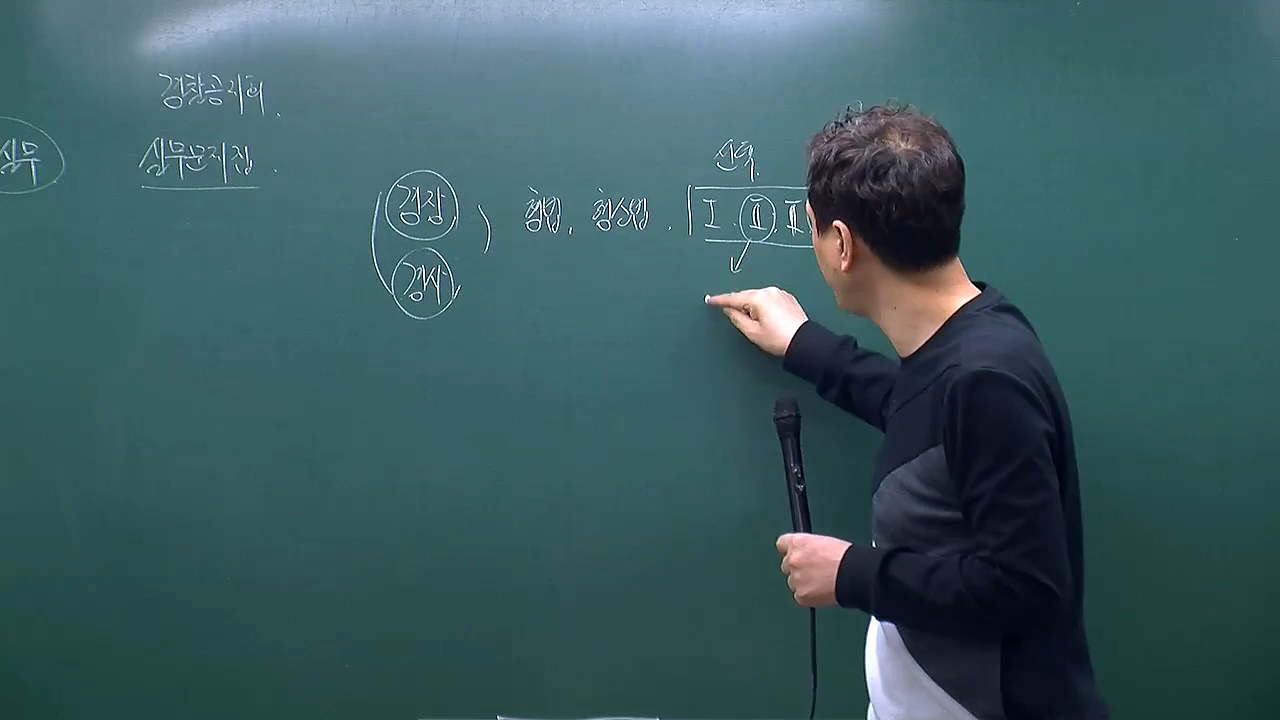 경찰공제회.
실무
실무문제집.
선택.
(경장) 형법. 형소법. Ⅰ. Ⅱ. Ⅲ.
경사